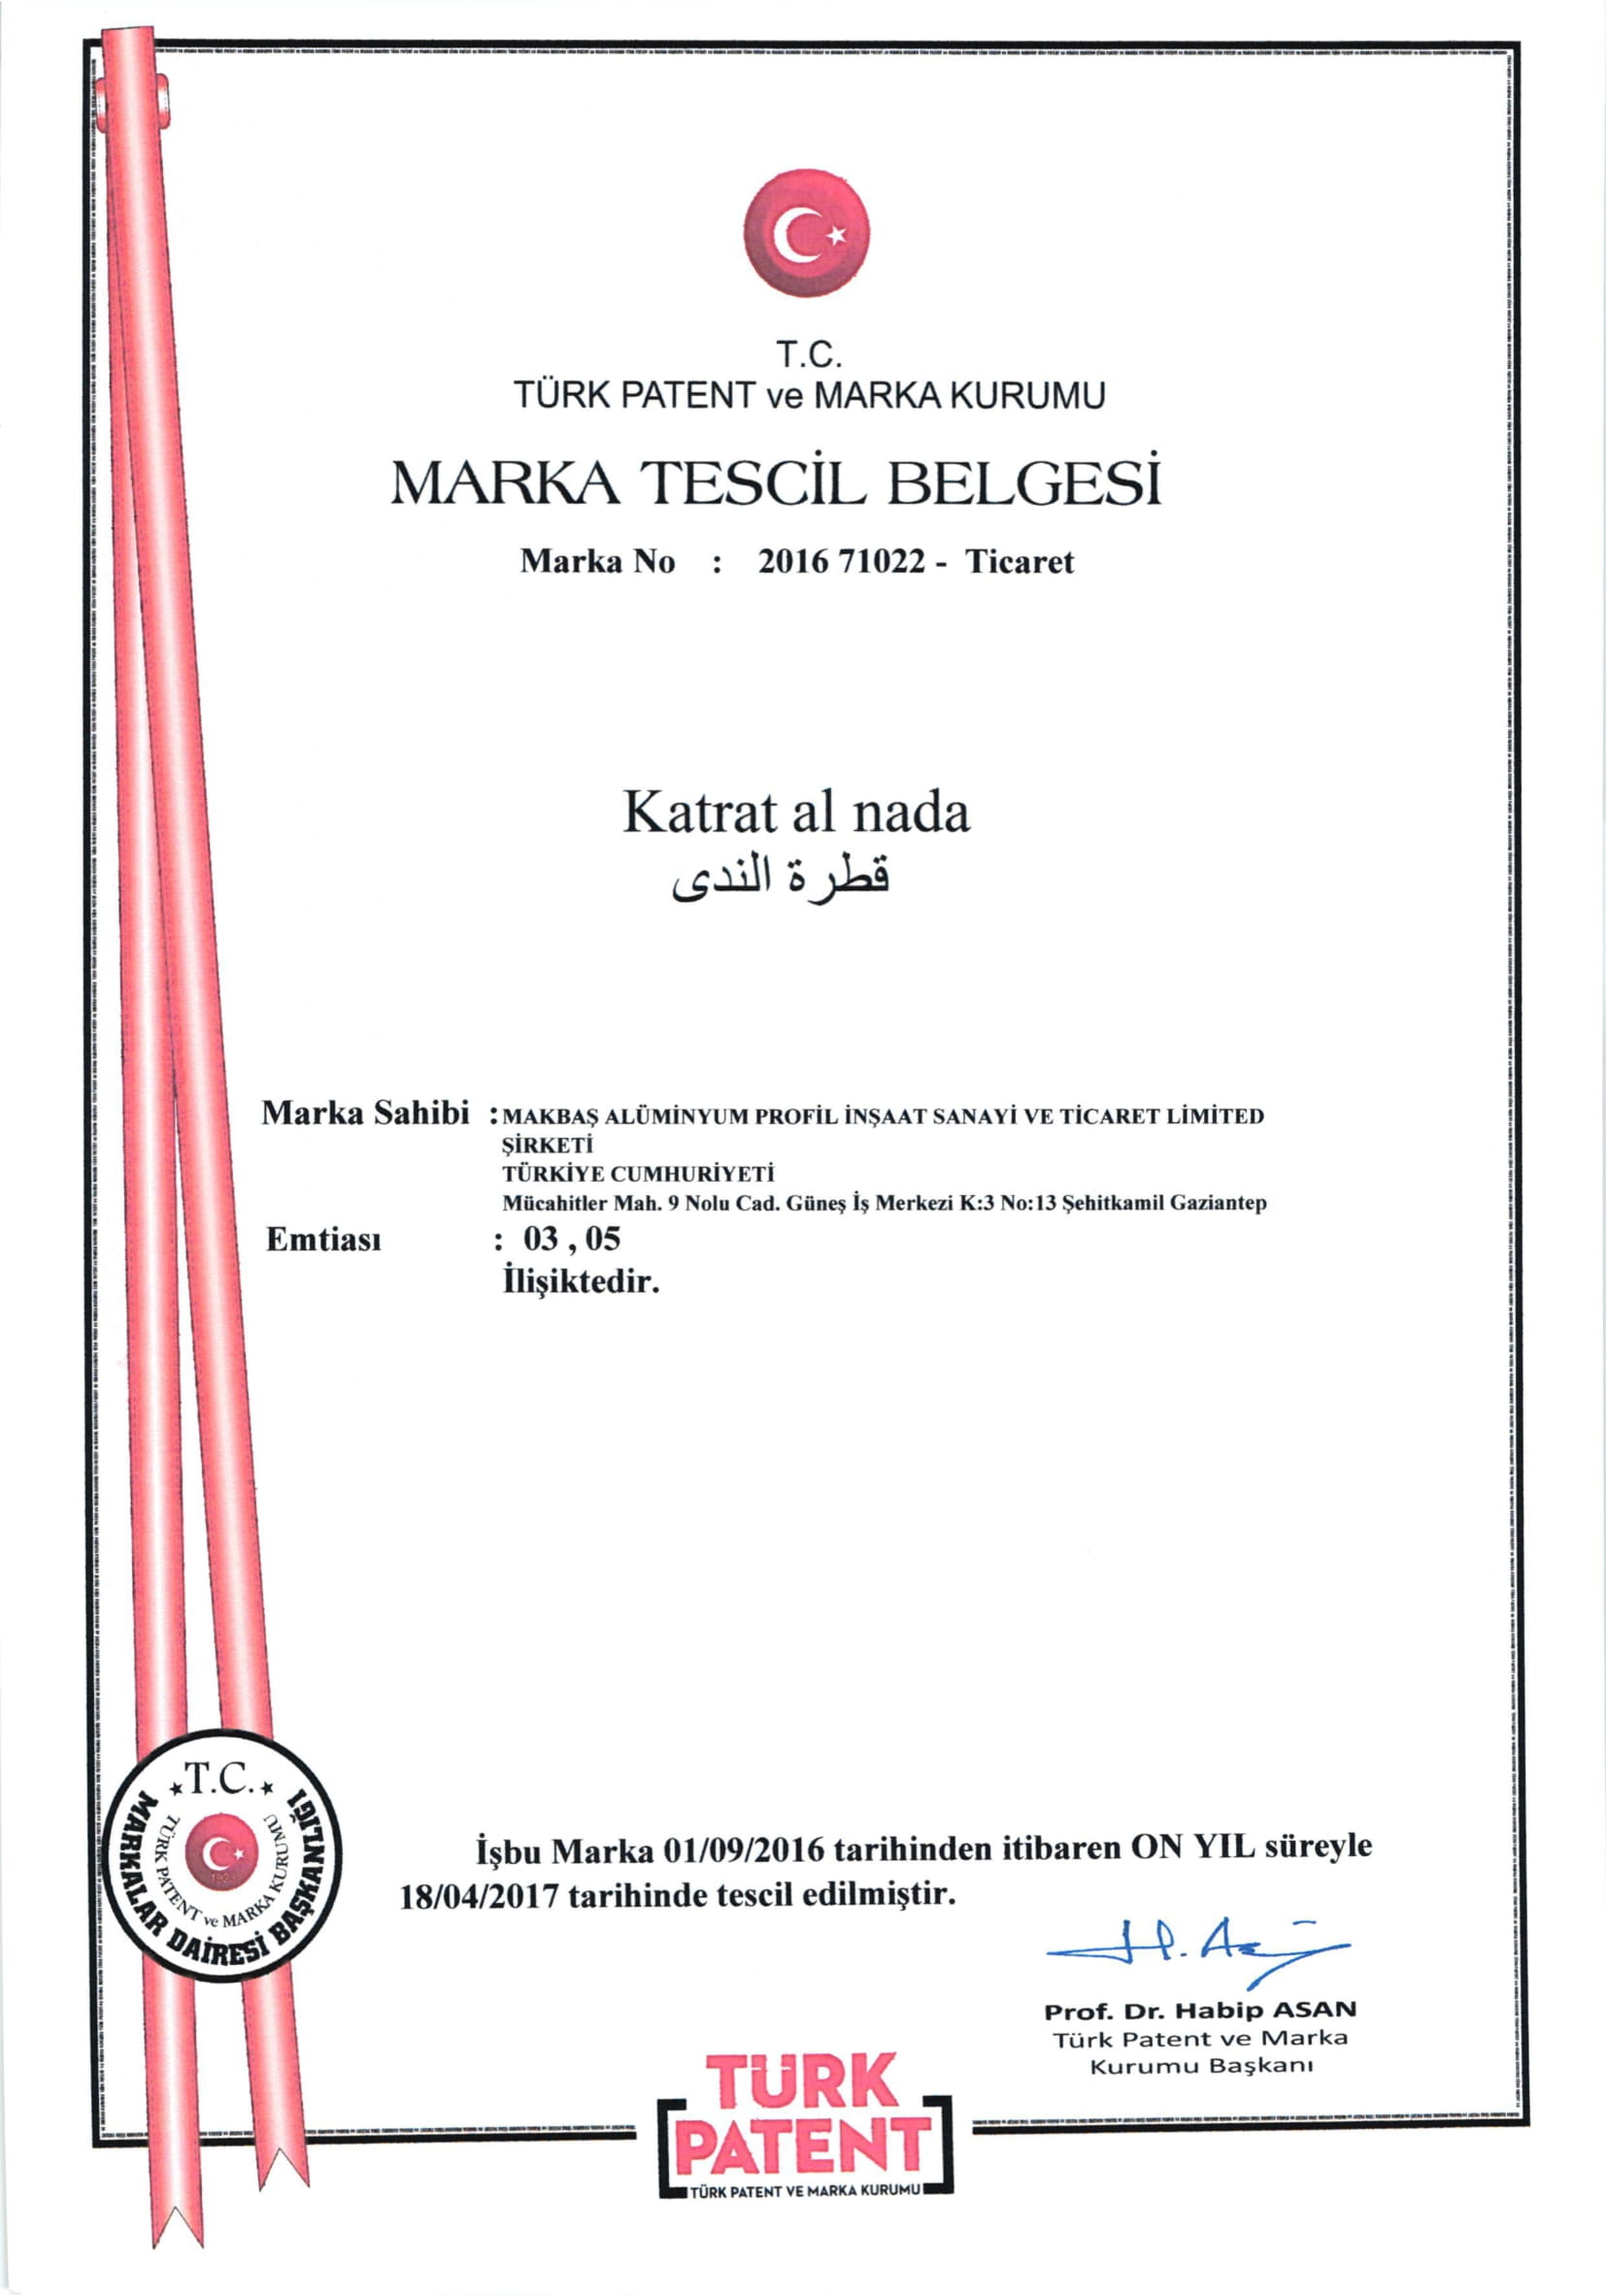 T.C.
TÜRK PATENT ve MARKA KURUMU
MARKA TESCİL BELGESİ
Marka No : 2016 71022 - Ticaret
Katrat al nada
قطرة الندى
Marka Sahibi : MAKBAŞ ALÜMİNYUM PROFİL İNŞAAT SANAYİ VE TİCARET LİMİTED
ŞİRKETİ
TÜRKİYE CUMHURİYETİ
Mücahitler Mah. 9 Nolu Cad. Güneş İş Merkezi K:3 No:13 Şehitkamil Gaziantep
Emtiası : 03 , 05
İlişiktedir.
T.C.
MARKALAR DAİRESİ BAŞKANLIĞI
TÜRK PATENT ve MARKA KURUMU
İşbu Marka 01/09/2016 tarihinden itibaren ON YIL süreyle
18/04/2017 tarihinde tescil edilmiştir.
H. As
Prof. Dr. Habip ASAN
Türk Patent ve Marka
Kurumu Başkanı
TÜRK
PATENT
TÜRK PATENT VE MARKA KURUMU